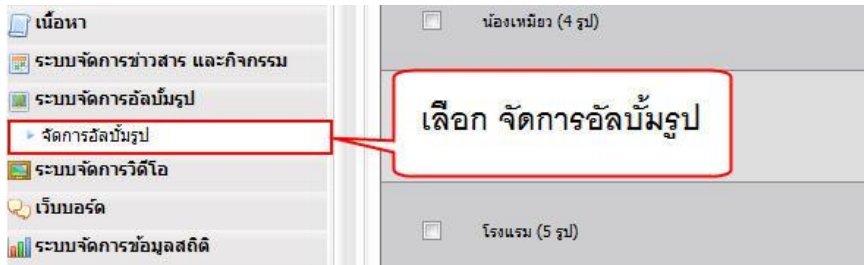 เนื้อหา
ระบบจัดการข่าวสาร และกิจกรรม
ระบบจัดการอัลบั้มรูป
จัดการอัลบั้มรูป
ระบบจัดการวิดีโอ
เว็บบอร์ด
ระบบจัดการข้อมูลสถิติ
น้องเหมียว (4 รูป)
เลือก จัดการอัลบั้มรูป
โรงแรม (5 รูป)